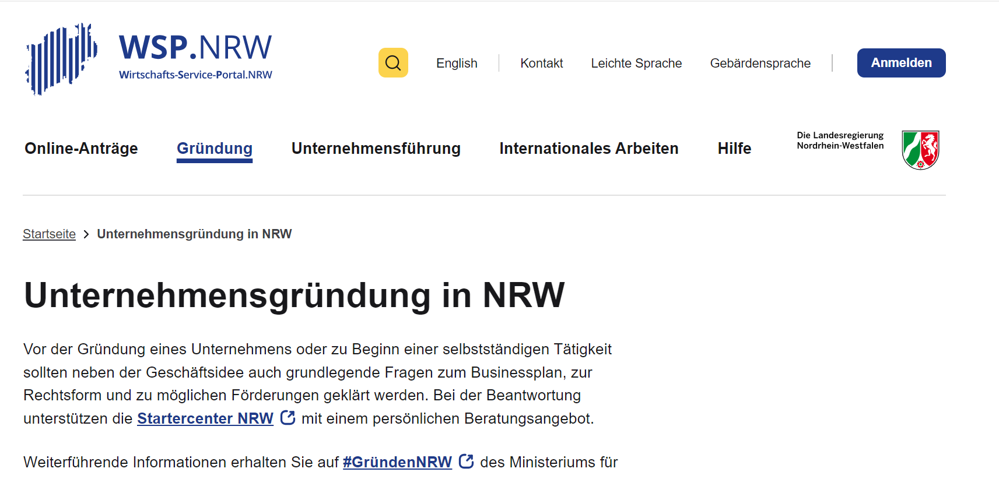 WSP.NRW
Wirtschafts-Service-Portal.NRW
English
Kontakt
Leichte Sprache
Gebärdensprache
Anmelden
Online-Anträge
Gründung
Unternehmensführung
Internationales Arbeiten
Hilfe
Die Landesregierung
Nordrhein-Westfalen
Startseite > Unternehmensgründung in NRW
Unternehmensgründung in NRW
Vor der Gründung eines Unternehmens oder zu Beginn einer selbstständigen Tätigkeit
sollten neben der Geschäftsidee auch grundlegende Fragen zum Businessplan, zur
Rechtsform und zu möglichen Förderungen geklärt werden. Bei der Beantwortung
unterstützen die Startercenter NRW mit einem persönlichen Beratungsangebot.
Weiterführende Informationen erhalten Sie auf #GründenNRW des Ministeriums für